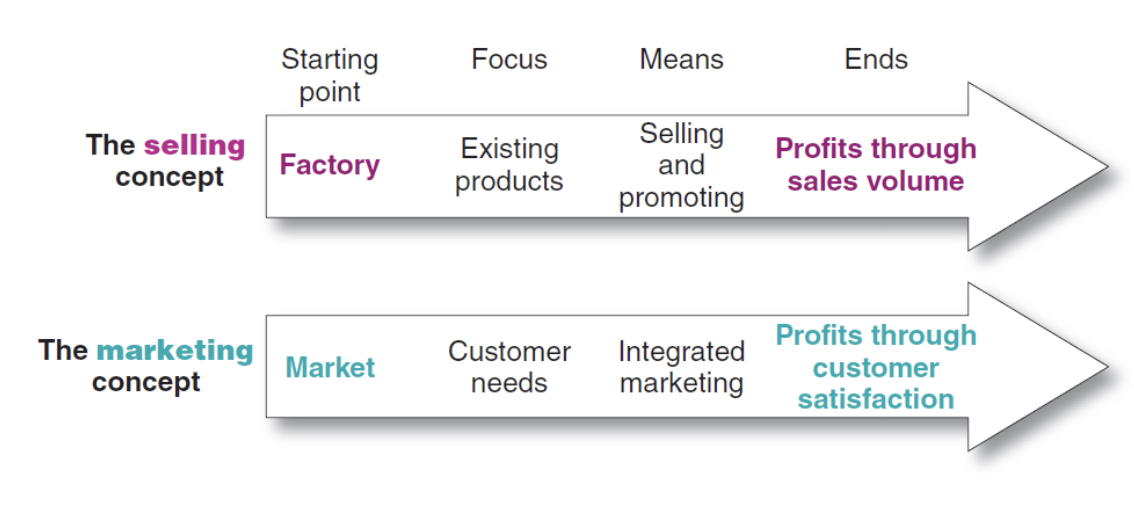 Starting point
Focus
Means
Ends
The selling concept
Factory
Existing products
Selling and promoting
Profits through sales volume
The marketing concept
Market
Customer needs
Integrated marketing
Profits through customer satisfaction